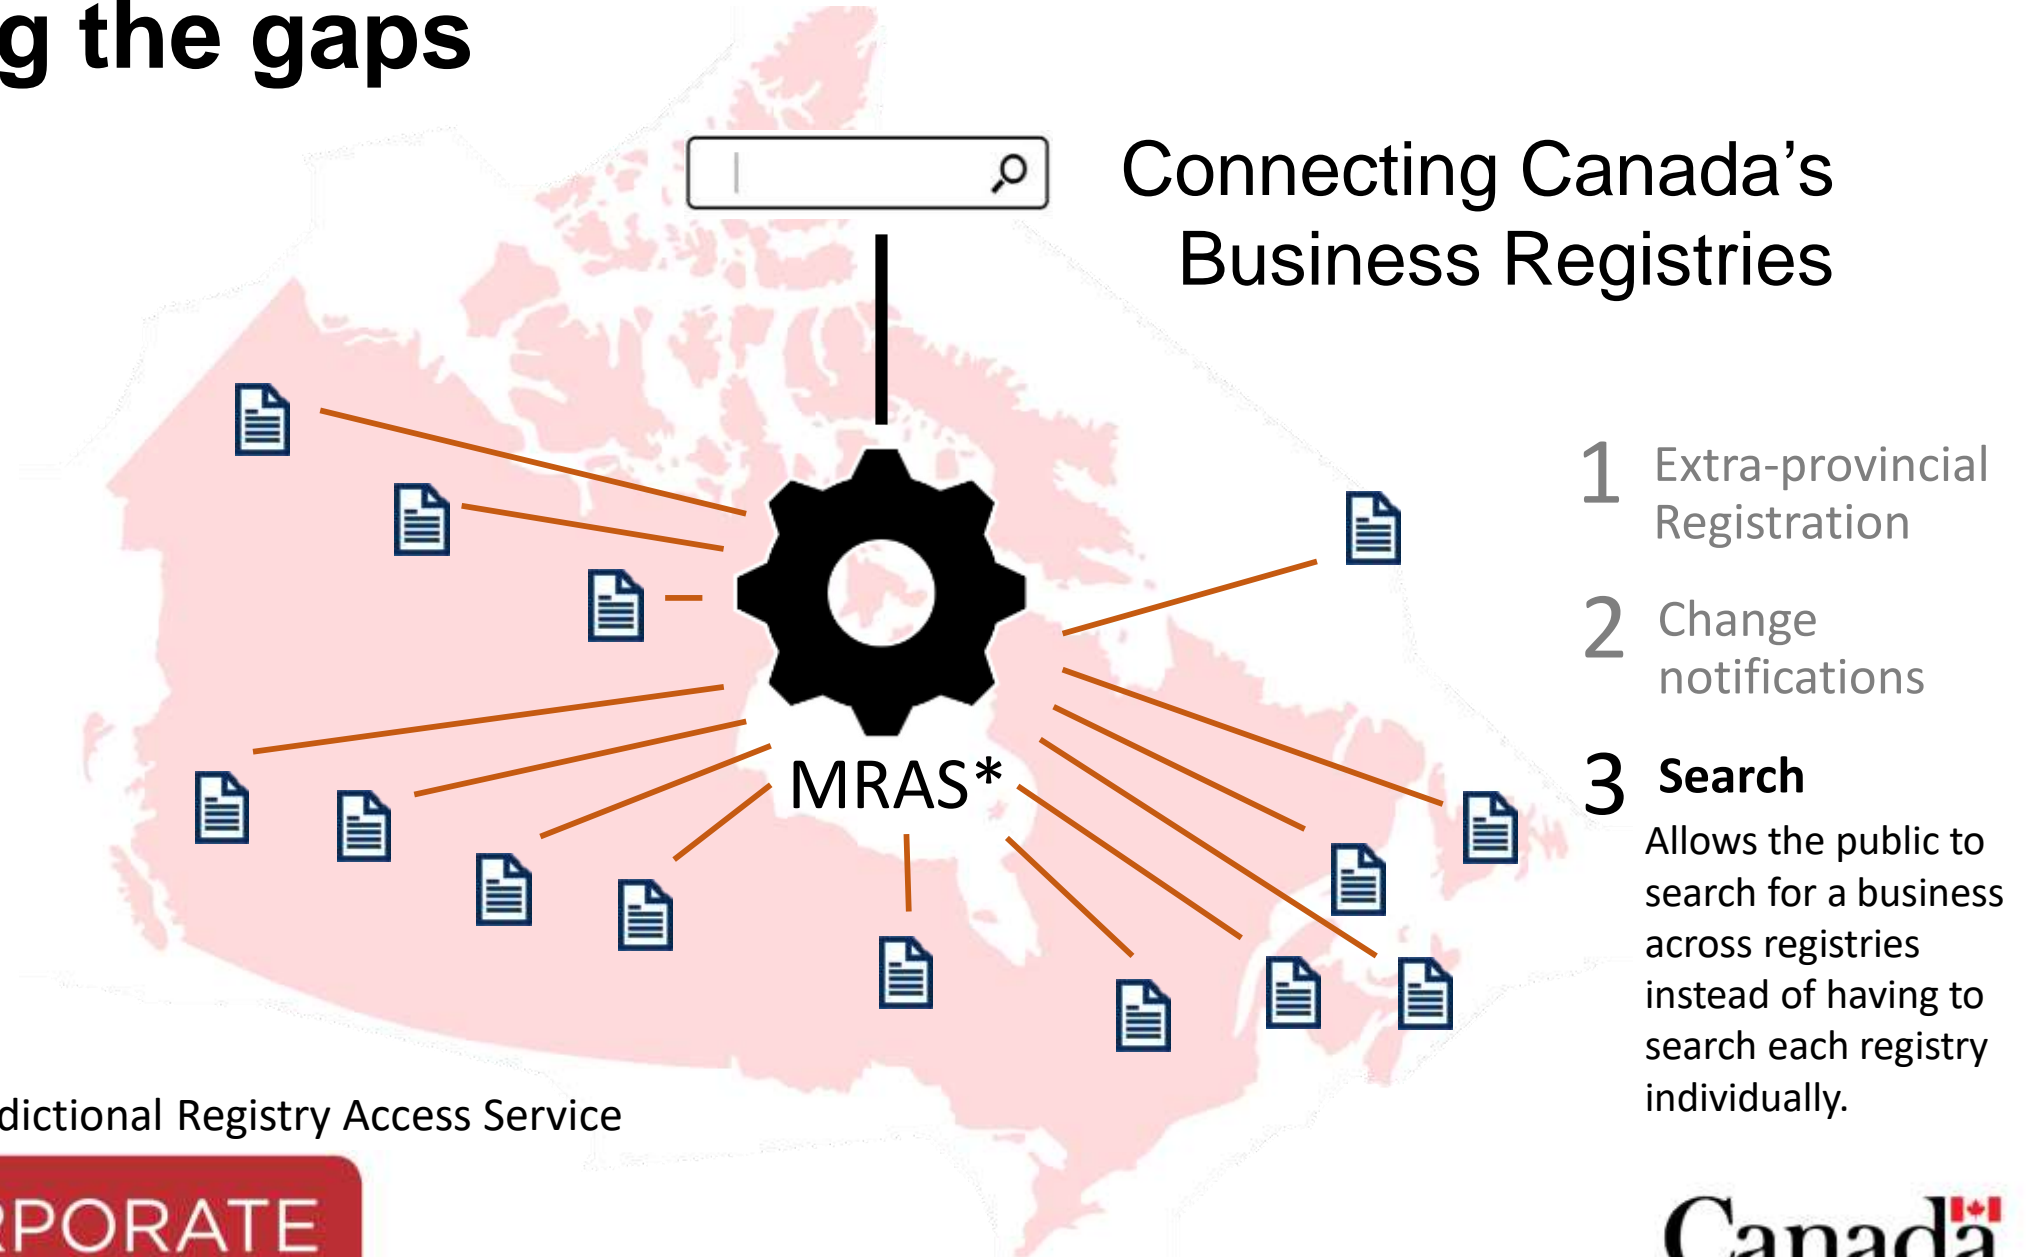 g the gaps
Connecting Canada’s
Business Registries
1 Extra-provincial
Registration
2 Change
notifications
MRAS*
3 Search
Allows the public to
search for a business
across registries
instead of having to
search each registry
individually.
dictional Registry Access Service
RPORATE
Canada